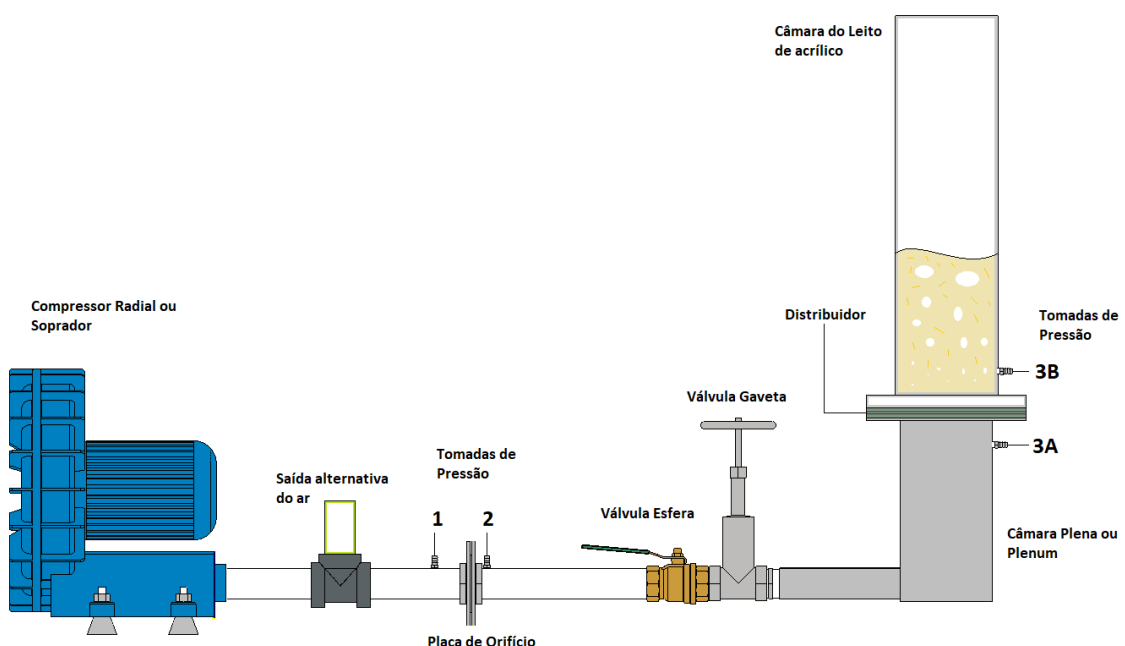 Câmara do Leito
de acrílico
Compressor Radial ou
Soprador
Distribuidor
Tomadas de
Pressão
3B
Válvula Gaveta
3A
Saída alternativa
do ar
Tomadas de
Pressão
1
2
Válvula Esfera
Câmara Plena ou
Plenum
Placa de Orifício